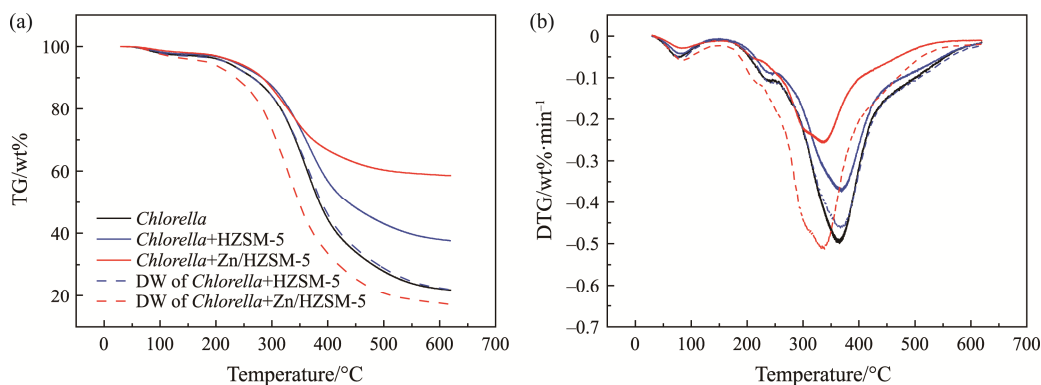 (a)
100
80
60
40
20
TG/wt%
Chlorella
Chlorella+HZSM-5
Chlorella+Zn/HZSM-5
DW of Chlorella+HZSM-5
DW of Chlorella+Zn/HZSM-5
0 100 200 300 400 500 600 700
Temperature/°C
(b)
0
−0.1
−0.2
−0.3
−0.4
−0.5
−0.6
−0.7
DTG/wt%·min⁻¹
0 100 200 300 400 500 600 700
Temperature/°C